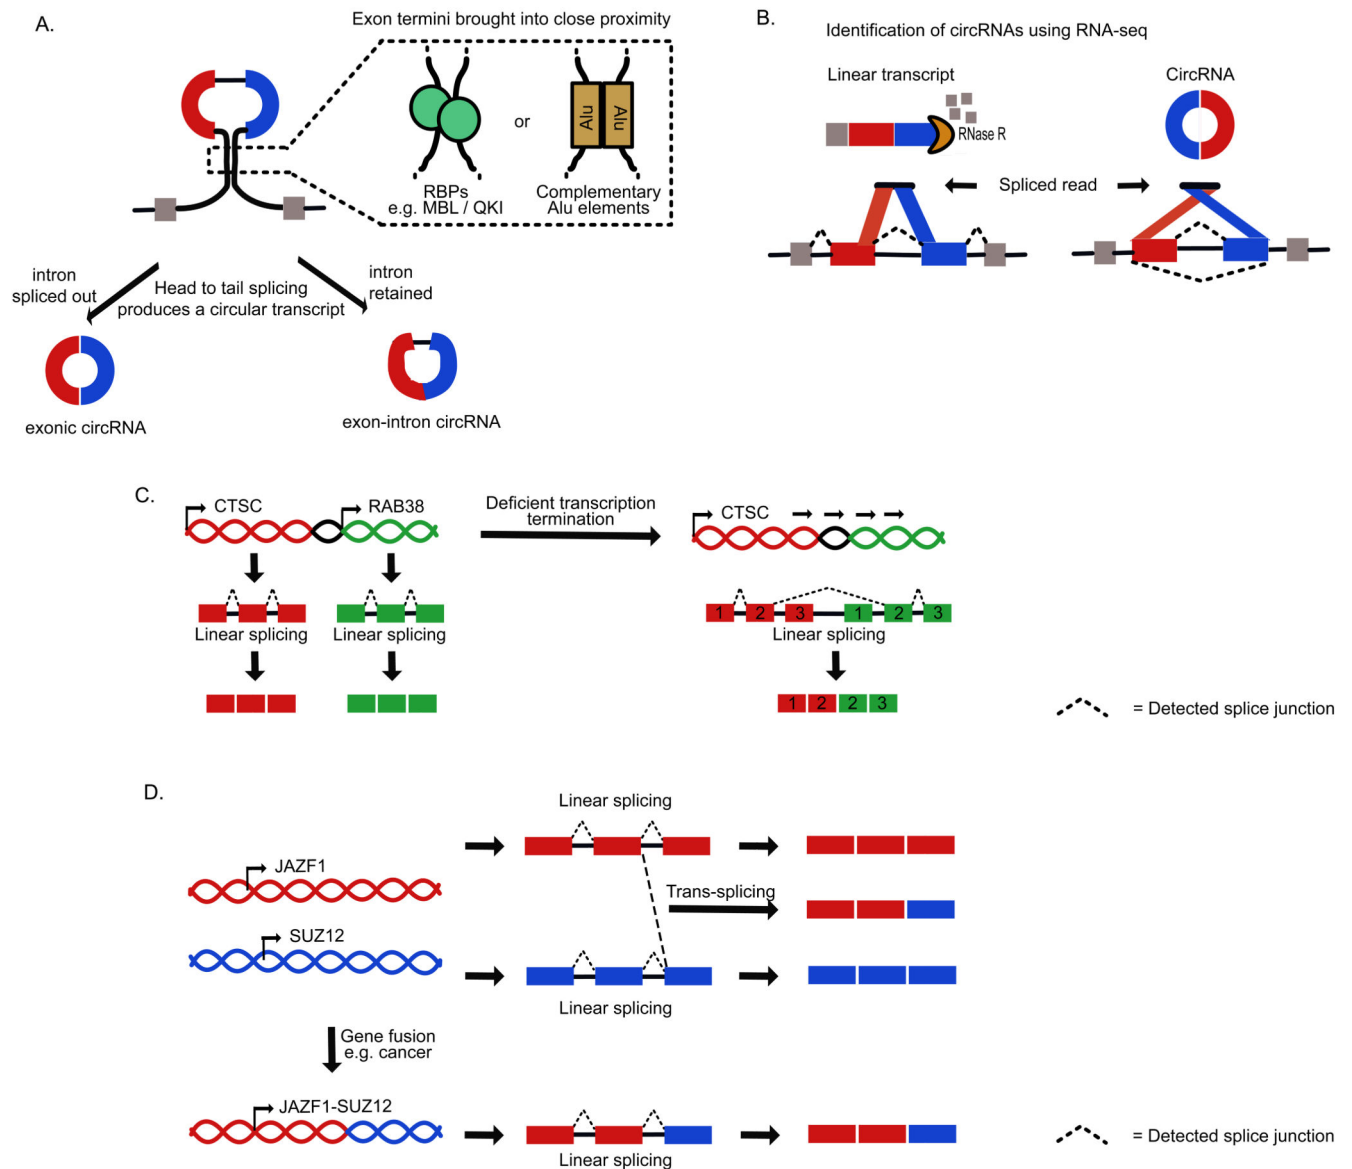 A.
Exon termini brought into close proximity
Alu
Alu
or
RBPs
e.g. MBL / QKI
Complementary
Alu elements
intron
spliced out
Head to tail splicing
produces a circular transcript
intron
retained
exonic circRNA
exon-intron circRNA
B.
Identification of circRNAs using RNA-seq
Linear transcript
CircRNA
RNase R
Spliced read
C.
CTSC
RAB38
Deficient transcription
termination
CTSC
Linear splicing
Linear splicing
1 2 3 1 2 3
Linear splicing
1 2 2 3
= Detected splice junction
D.
Linear splicing
JAZF1
Trans-splicing
SUZ12
Linear splicing
Gene fusion
e.g. cancer
JAZF1-SUZ12
Linear splicing
= Detected splice junction